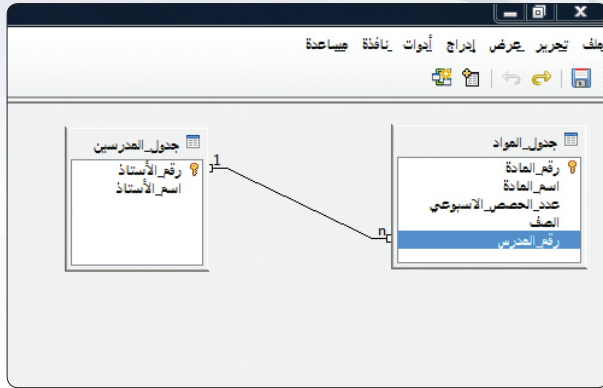 ملف تحرير عرض إدراج أدوات نافذة مساعدة
جدول_المواد
رقم_المادة
اسم_المادة
عدد_الحصص_الاسبوعي
الصف
رقم_المدرس
n
1
جدول_المدرسين
رقم_الأستاذ
اسم_الأستاذ